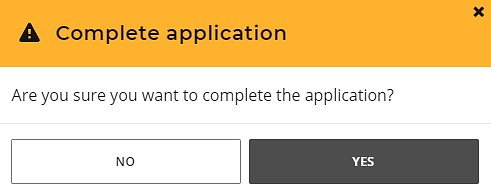 Complete application
Are you sure you want to complete the application?
NO
YES